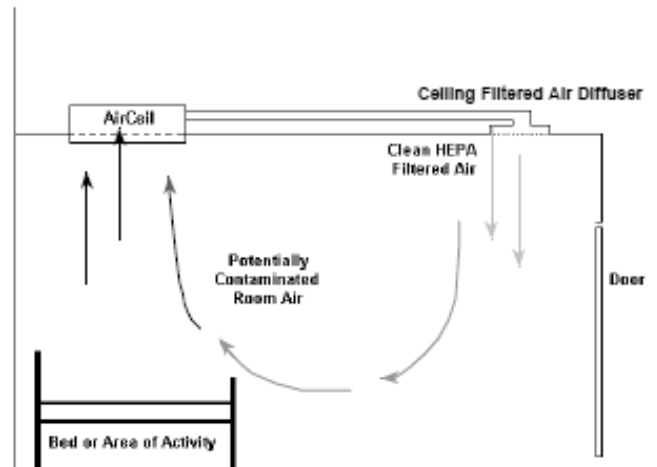 Ceiling Filtered Air Diffuser
AirCell
Clean HEPA
Filtered Air
Potentially
Contaminated
Room Air
Door
Bed or Area of Activity